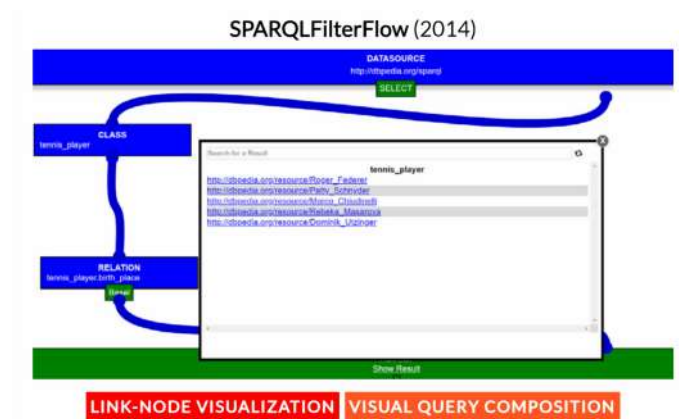 SPARQLFilterFlow (2014)
DATASOURCE
http://dbpedia.org/sparql
SELECT
CLASS
tennis_player
Search for a Result
tennis_player
http://dbpedia.org/resource/Roger_Federer
http://dbpedia.org/resource/Patty_Schnyder
http://dbpedia.org/resource/Marco_Chiudinelli
http://dbpedia.org/resource/Rebeka_Masarova
http://dbpedia.org/resource/Dominik_Utzinger
RELATION
tennis_player.birth_place
Basel
Show Result
LINK-NODE VISUALIZATION VISUAL QUERY COMPOSITION